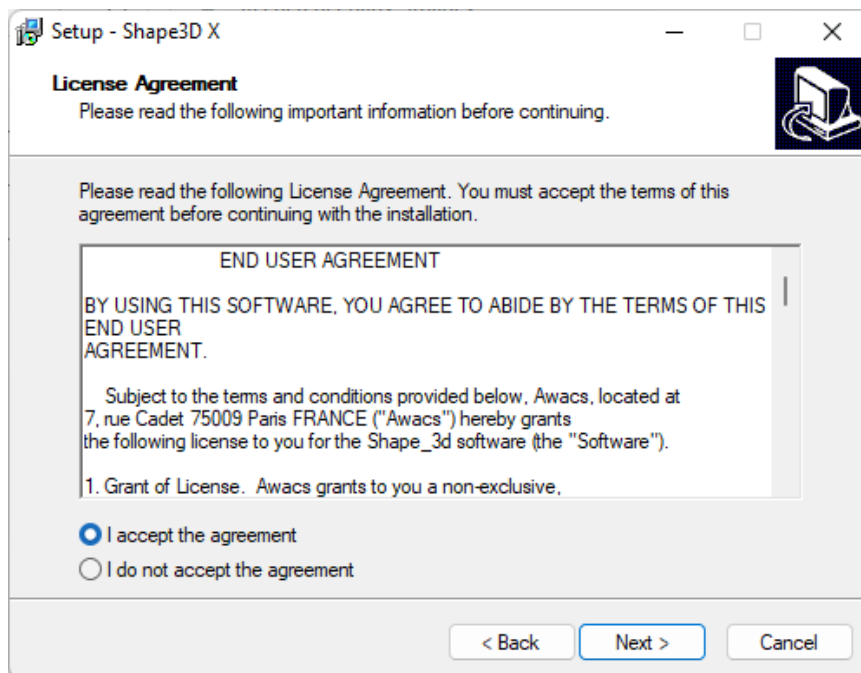 Setup - Shape3D X
License Agreement
Please read the following important information before continuing.
Please read the following License Agreement. You must accept the terms of this
agreement before continuing with the installation.
END USER AGREEMENT
BY USING THIS SOFTWARE, YOU AGREE TO ABIDE BY THE TERMS OF THIS
END USER
AGREEMENT.
Subject to the terms and conditions provided below, Awacs, located at
7, rue Cadet 75009 Paris FRANCE ("Awacs") hereby grants
the following license to you for the Shape_3d software (the "Software").
1. Grant of License.  Awacs grants to you a non-exclusive,
I accept the agreement
I do not accept the agreement
< Back
Next >
Cancel